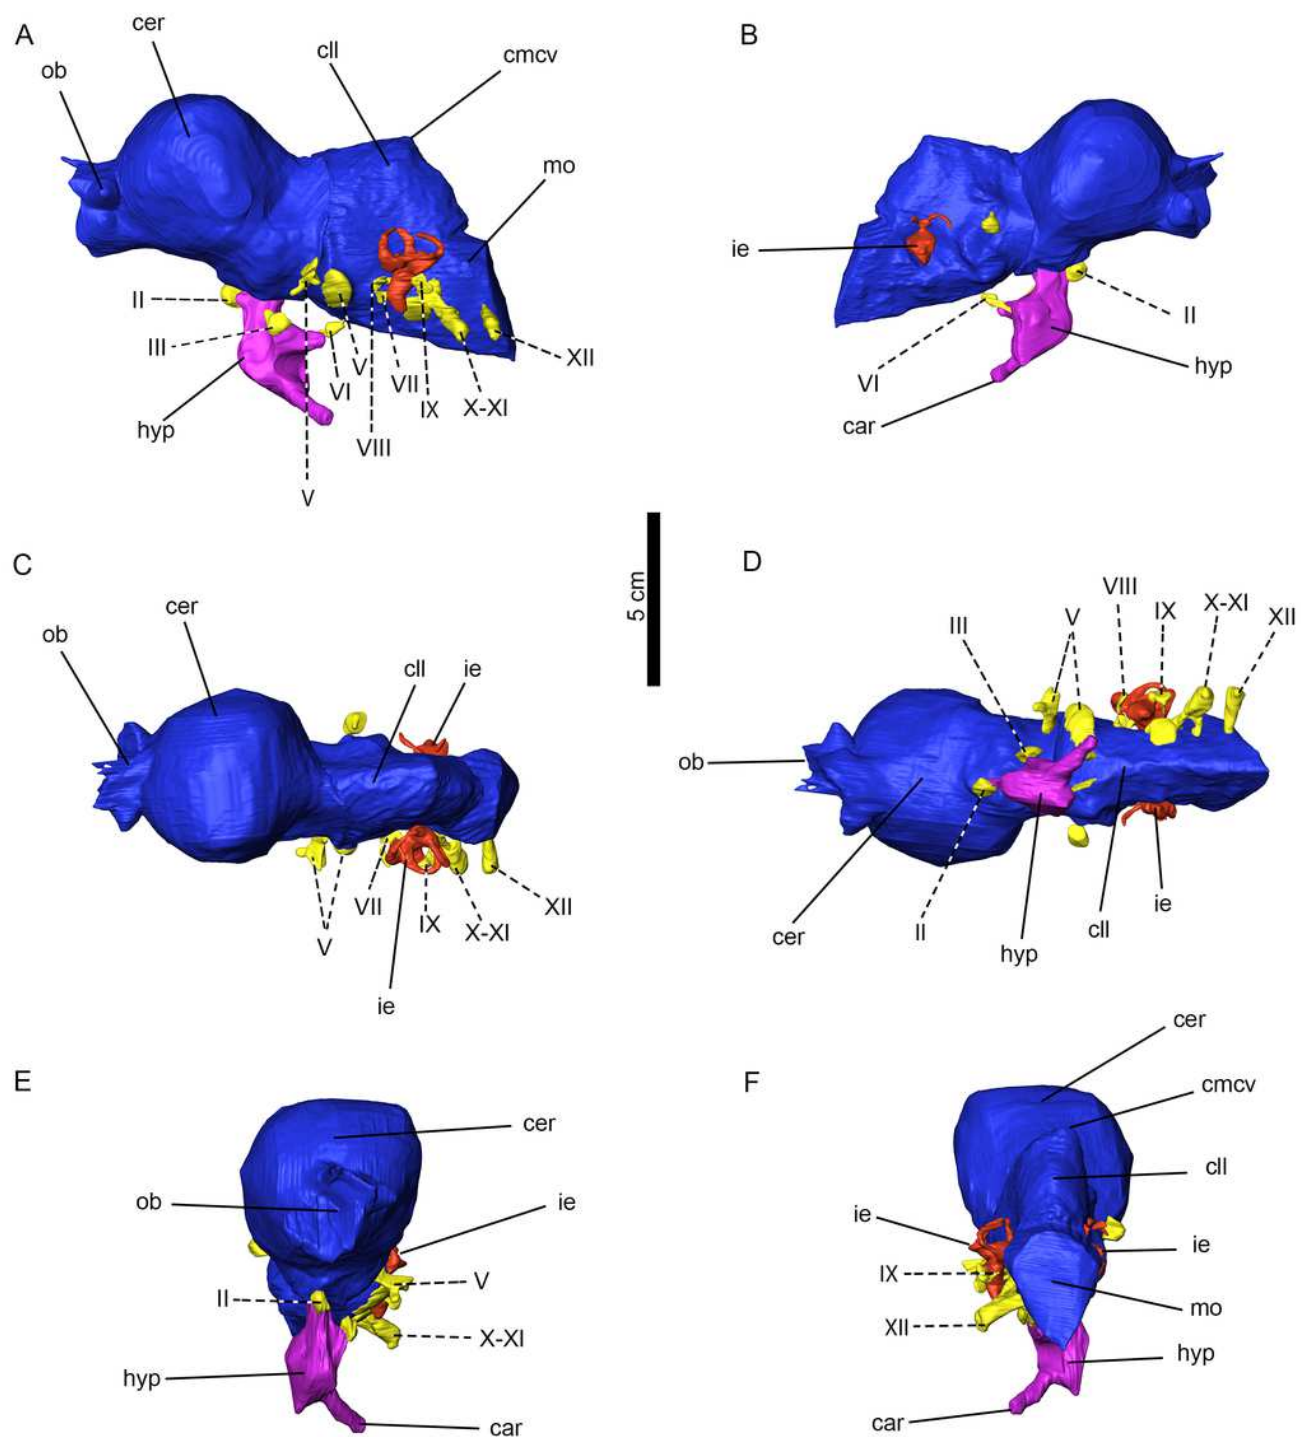 A
cer
ob
cll
cmcv
mo
II
III
hyp
V
VI
V
VIII
VII
IX
X-XI
XII
B
ie
VI
car
II
hyp
C
ob
cer
cll
ie
V
VII
ie
IX
X-XI
XII
5 cm
D
ob
III
V
VIII
IX
X-XI
XII
cer
II
hyp
cll
ie
E
cer
ob
ie
II
V
X-XI
hyp
car
F
cer
cmcv
cll
ie
ie
IX
mo
XII
hyp
car